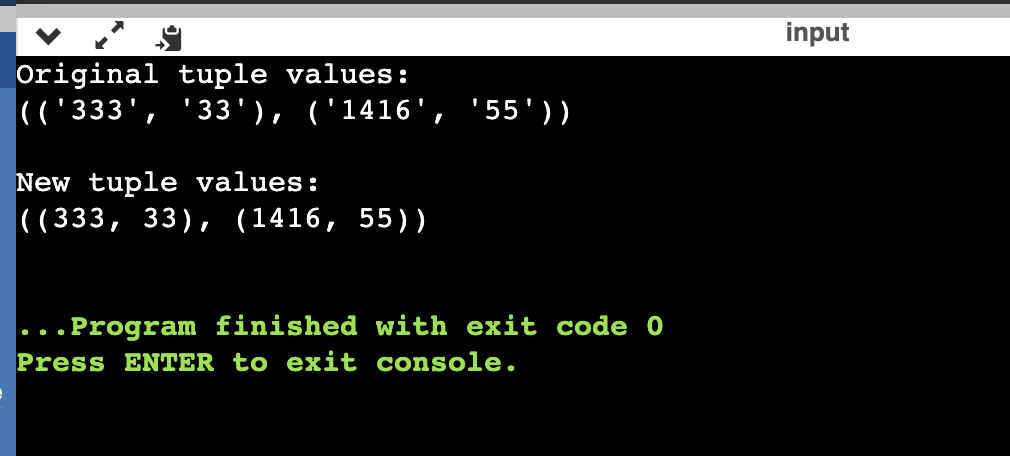 input
Original tuple values:
(('333', '33'), ('1416', '55'))
New tuple values:
((333, 33), (1416, 55))
...Program finished with exit code 0
Press ENTER to exit console.